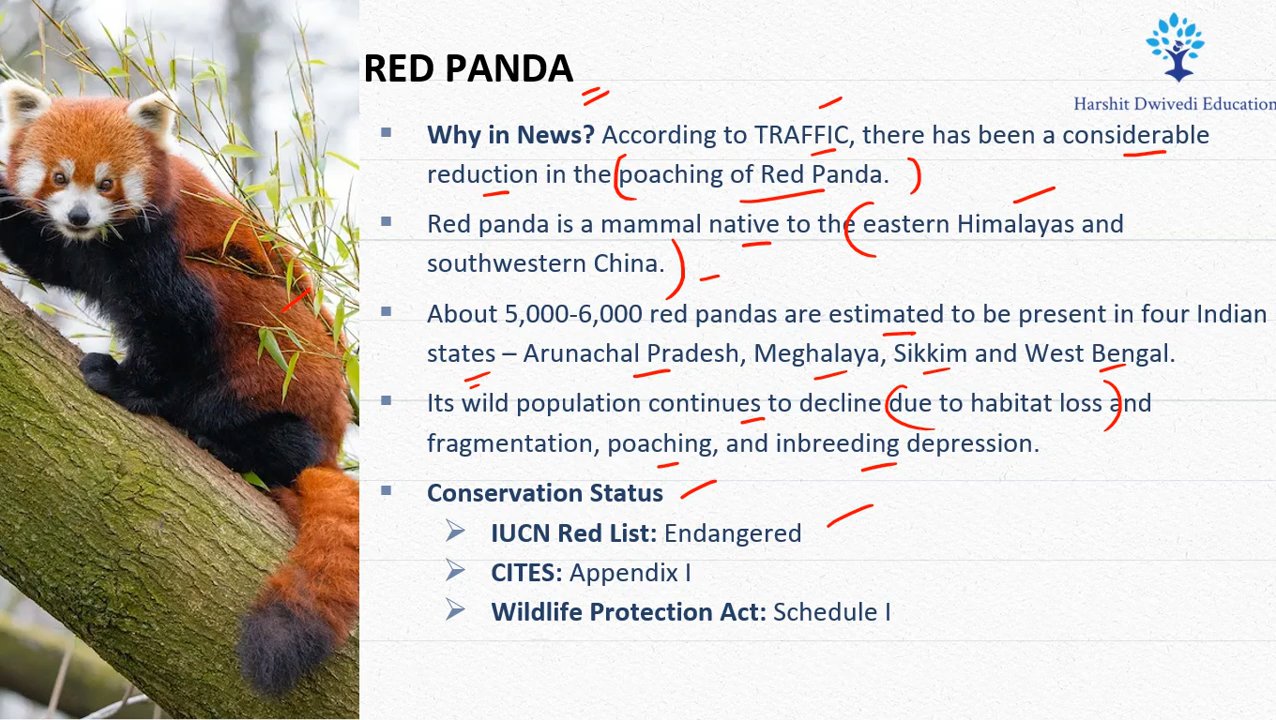 RED PANDA
Harshit Dwivedi Education
▪ Why in News? According to TRAFFIC, there has been a considerable
reduction in the poaching of Red Panda.
▪ Red panda is a mammal native to the eastern Himalayas and
southwestern China.
▪ About 5,000-6,000 red pandas are estimated to be present in four Indian
states – Arunachal Pradesh, Meghalaya, Sikkim and West Bengal.
▪ Its wild population continues to decline due to habitat loss and
fragmentation, poaching, and inbreeding depression.
▪ Conservation Status
➢ IUCN Red List: Endangered
➢ CITES: Appendix I
➢ Wildlife Protection Act: Schedule I